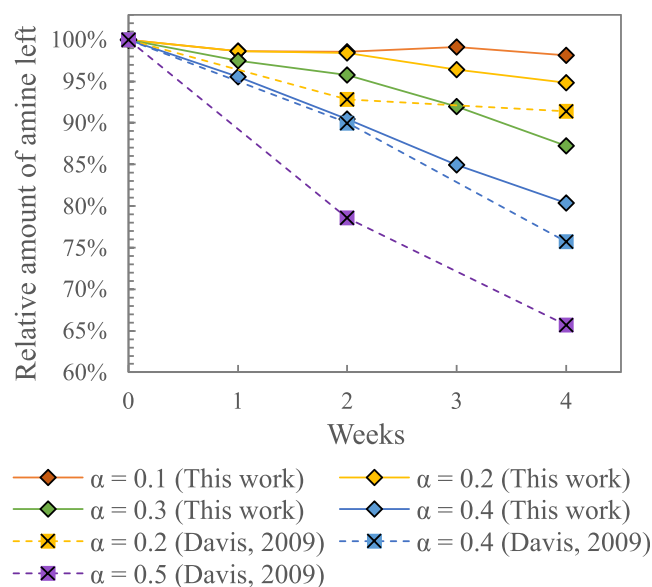 Relative amount of amine left
100%
95%
90%
85%
80%
75%
70%
65%
60%
0 1 2 3 4
Weeks
α = 0.1 (This work) α = 0.2 (This work)
α = 0.3 (This work) α = 0.4 (This work)
α = 0.2 (Davis, 2009) α = 0.4 (Davis, 2009)
α = 0.5 (Davis, 2009)